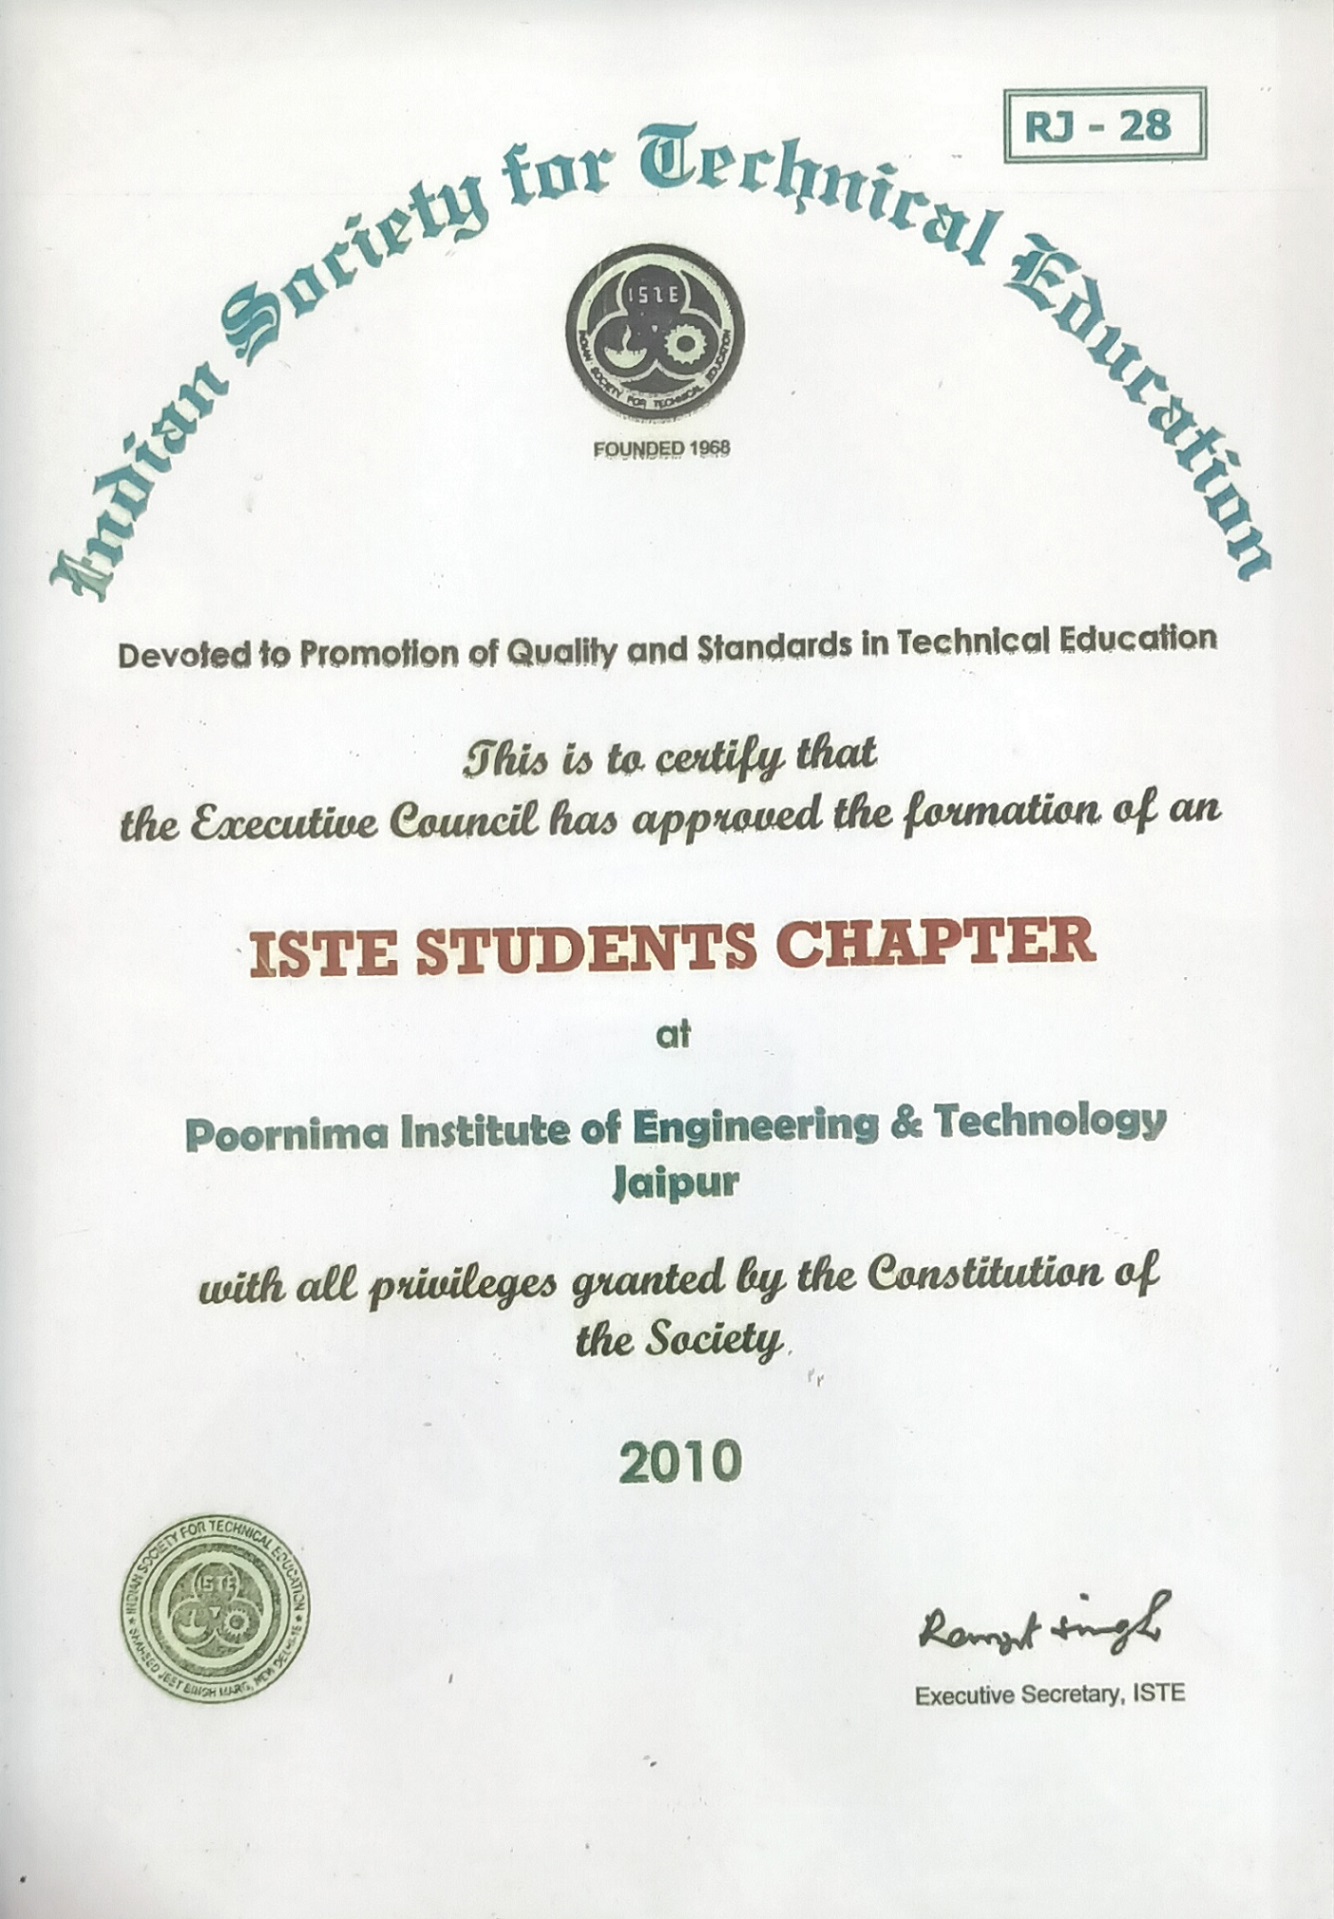 RJ - 28
Indian Society for Technical Education
ISTE
INDIAN SOCIETY FOR TECHNICAL EDUCATION
FOUNDED 1968
Devoted to Promotion of Quality and Standards in Technical Education
This is to certify that
the Executive Council has approved the formation of an
ISTE STUDENTS CHAPTER
at
Poornima Institute of Engineering & Technology
Jaipur
with all privileges granted by the Constitution of
the Society.
2010
INDIAN SOCIETY FOR TECHNICAL EDUCATION
ISTE
SHAHEED JEET SINGH MARG, NEW DELHI-16
Singh
Executive Secretary, ISTE